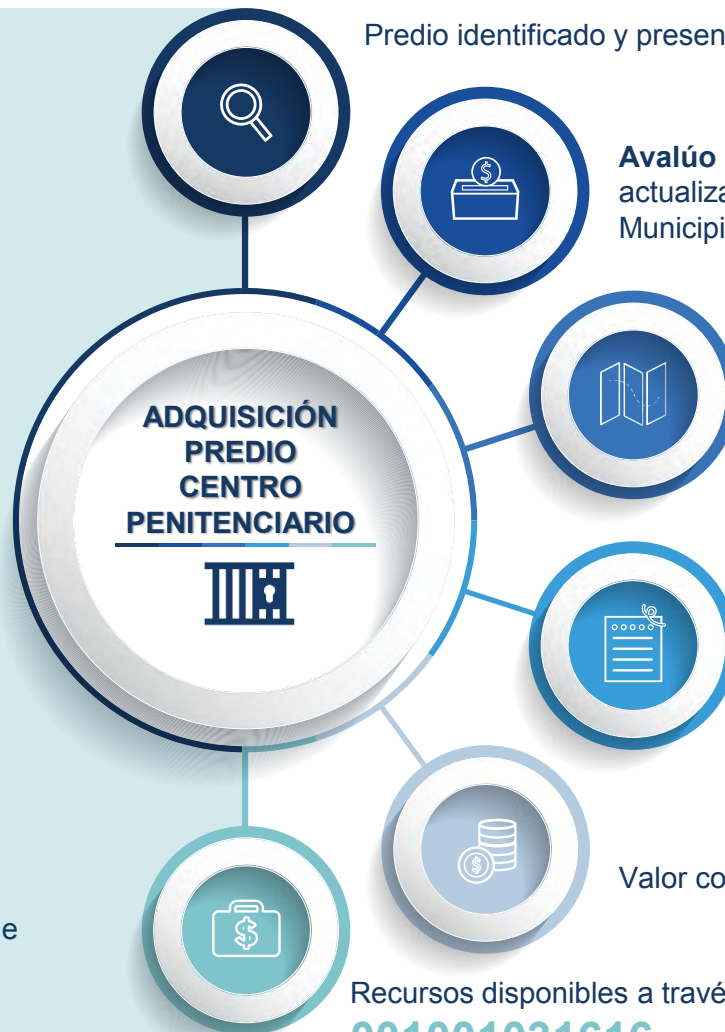 Predio identificado y presen
Avalúo
actualiza
Municipi
ADQUISICIÓN
PREDIO
CENTRO
PENITENCIARIO
Valor co
e
Recursos disponibles a travé